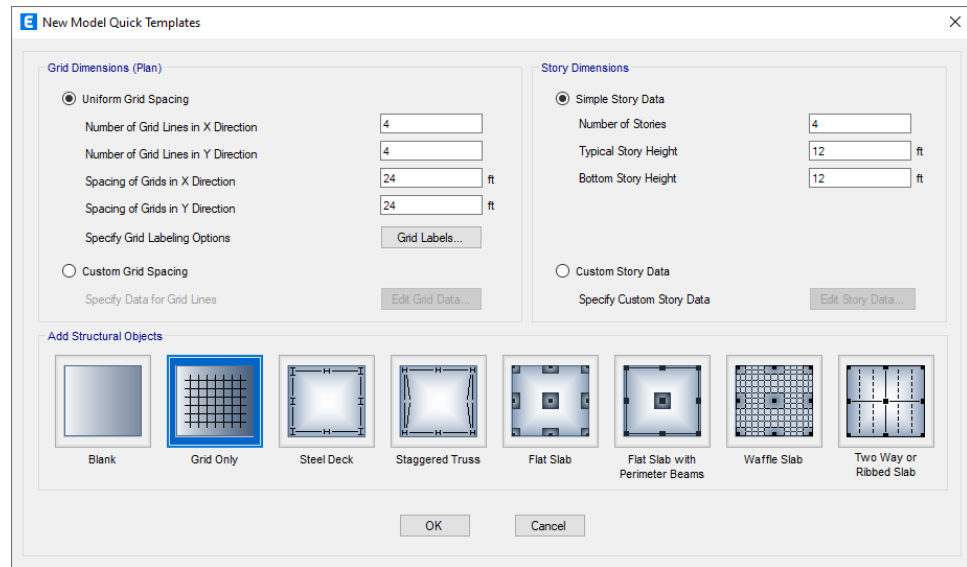 E New Model Quick Templates
Grid Dimensions (Plan)
Uniform Grid Spacing
Number of Grid Lines in X Direction 4
Number of Grid Lines in Y Direction 4
Spacing of Grids in X Direction 24 ft
Spacing of Grids in Y Direction 24 ft
Specify Grid Labeling Options Grid Labels...
Custom Grid Spacing
Specify Data for Grid Lines Edit Grid Data...
Story Dimensions
Simple Story Data
Number of Stories 4
Typical Story Height 12 ft
Bottom Story Height 12 ft
Custom Story Data
Specify Custom Story Data Edit Story Data...
Add Structural Objects
Blank
Grid Only
Steel Deck
Staggered Truss
Flat Slab
Flat Slab with
Perimeter Beams
Waffle Slab
Two Way or
Ribbed Slab
OK Cancel